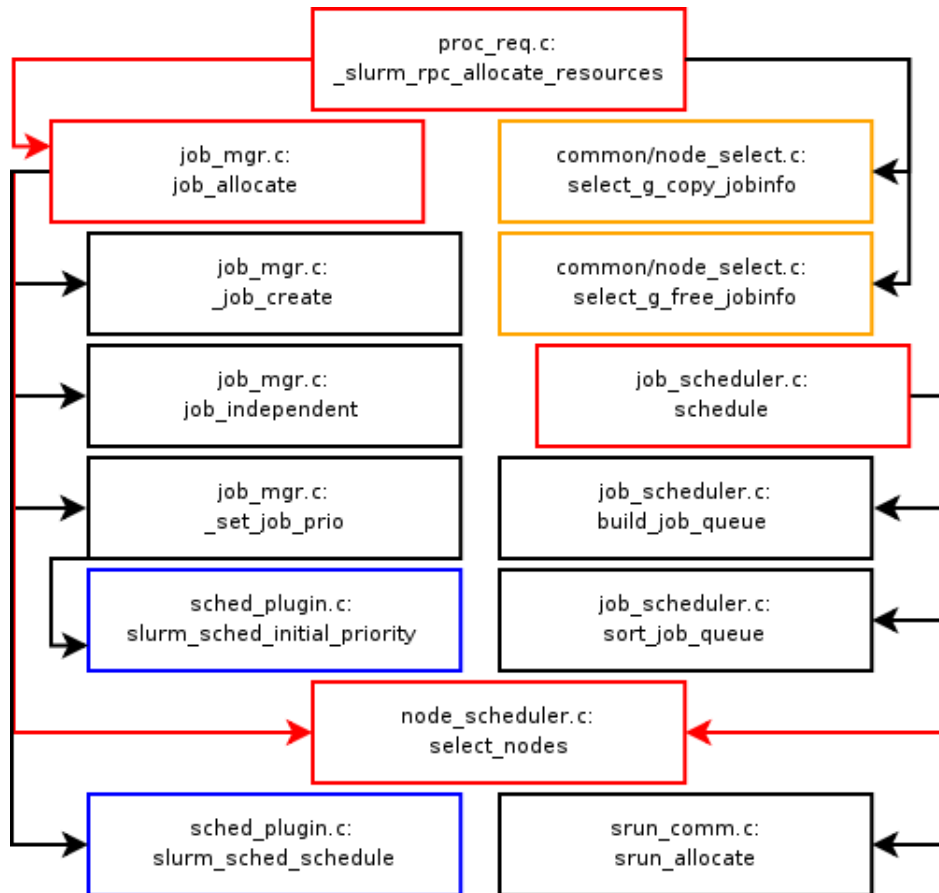 proc_req.c:
_slurm_rpc_allocate_resources
job_mgr.c:
job_allocate
common/node_select.c:
select_g_copy_jobinfo
job_mgr.c:
_job_create
common/node_select.c:
select_g_free_jobinfo
job_mgr.c:
job_independent
job_scheduler.c:
schedule
job_mgr.c:
_set_job_prio
job_scheduler.c:
build_job_queue
sched_plugin.c:
slurm_sched_initial_priority
job_scheduler.c:
sort_job_queue
node_scheduler.c:
select_nodes
sched_plugin.c:
slurm_sched_schedule
srun_comm.c:
srun_allocate